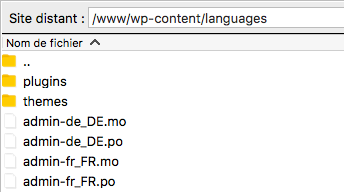 Site distant : /www/wp-content/languages
Nom de fichier
..
plugins
themes
admin-de_DE.mo
admin-de_DE.po
admin-fr_FR.mo
admin-fr_FR.po